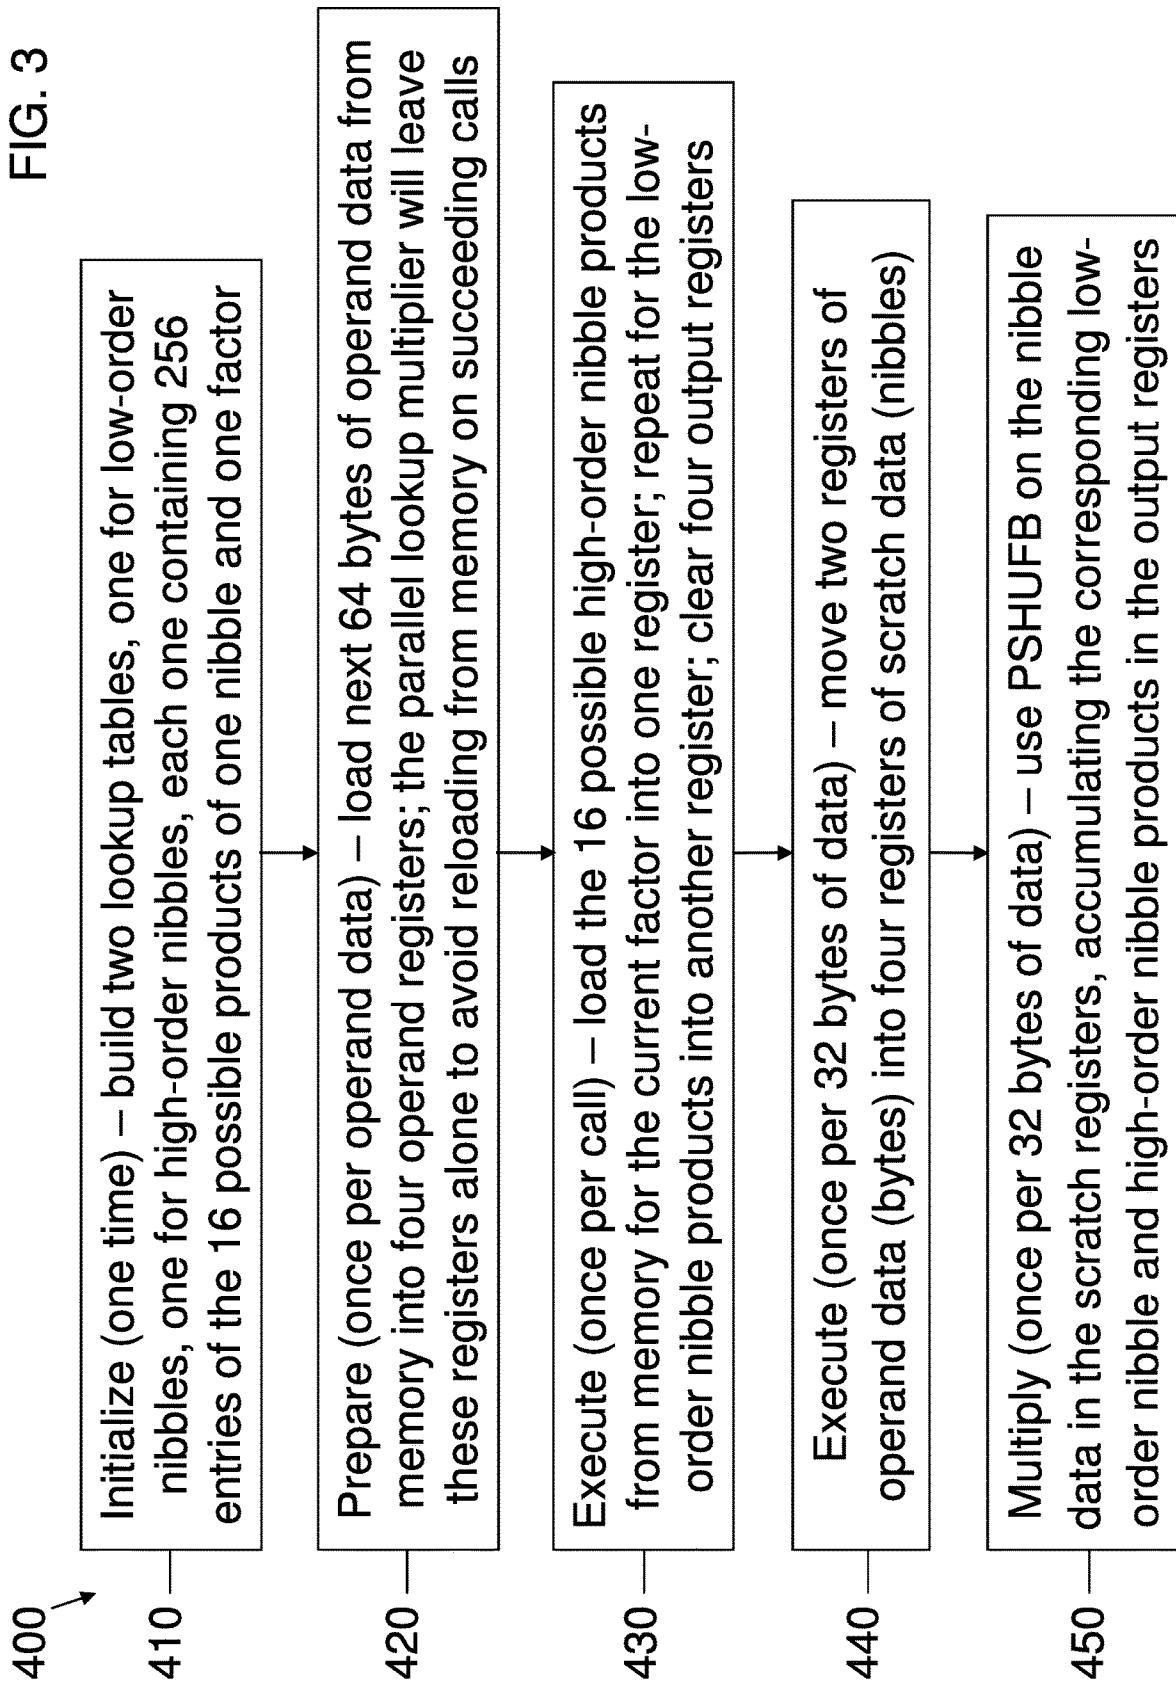 FIG. 3
400
410
Initialize (one time) – build two lookup tables, one for low-order
nibbles, one for high-order nibbles, each one containing 256
entries of the 16 possible products of one nibble and one factor
420
Prepare (once per operand data) – load next 64 bytes of operand data from
memory into four operand registers; the parallel lookup multiplier will leave
these registers alone to avoid reloading from memory on succeeding calls
430
Execute (once per call) – load the 16 possible high-order nibble products
from memory for the current factor into one register; repeat for the low-
order nibble products into another register; clear four output registers
440
Execute (once per 32 bytes of data) – move two registers of
operand data (bytes) into four registers of scratch data (nibbles)
450
Multiply (once per 32 bytes of data) – use PSHUFB on the nibble
data in the scratch registers, accumulating the corresponding low-
order nibble and high-order nibble products in the output registers